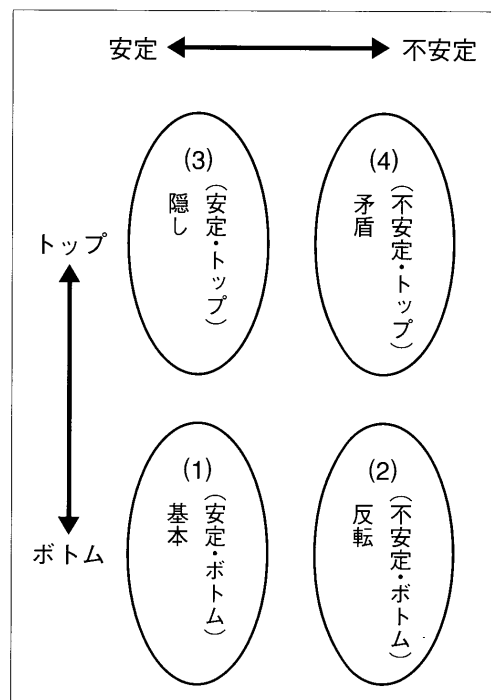 安定 不安定
トップ
ボトム
(3)
(安定・トップ)
隠し
(4)
(不安定・トップ)
矛盾
(1)
(安定・ボトム)
基本
(2)
(不安定・ボトム)
反転